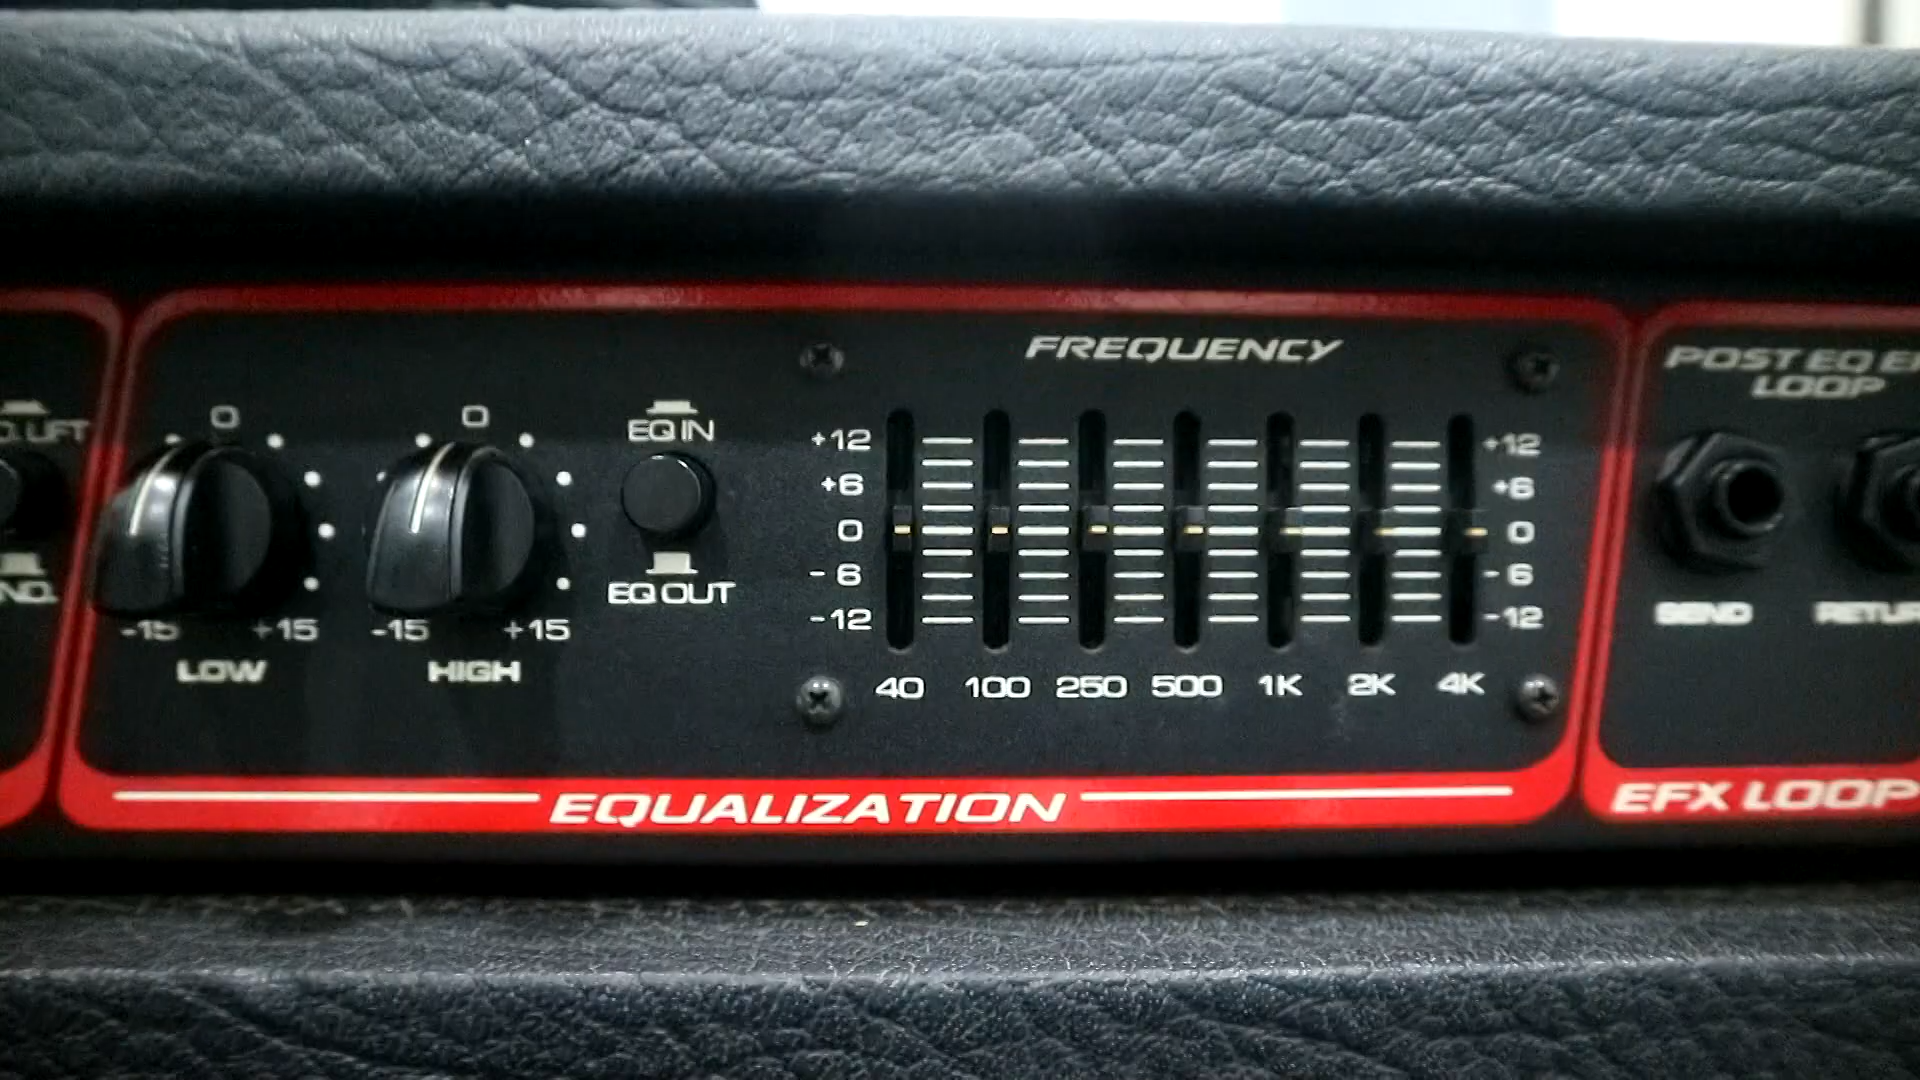 FREQUENCY
POST EQ
LOOP
LIFT
0
0
EQ IN
+12
+6
0
-6
-12
+12
+6
0
-6
-12
EQ OUT
SEND
-15
+15
-15
+15
LOW
HIGH
40 100 250 500 1K 2K 4K
EQUALIZATION
EFX LOOP